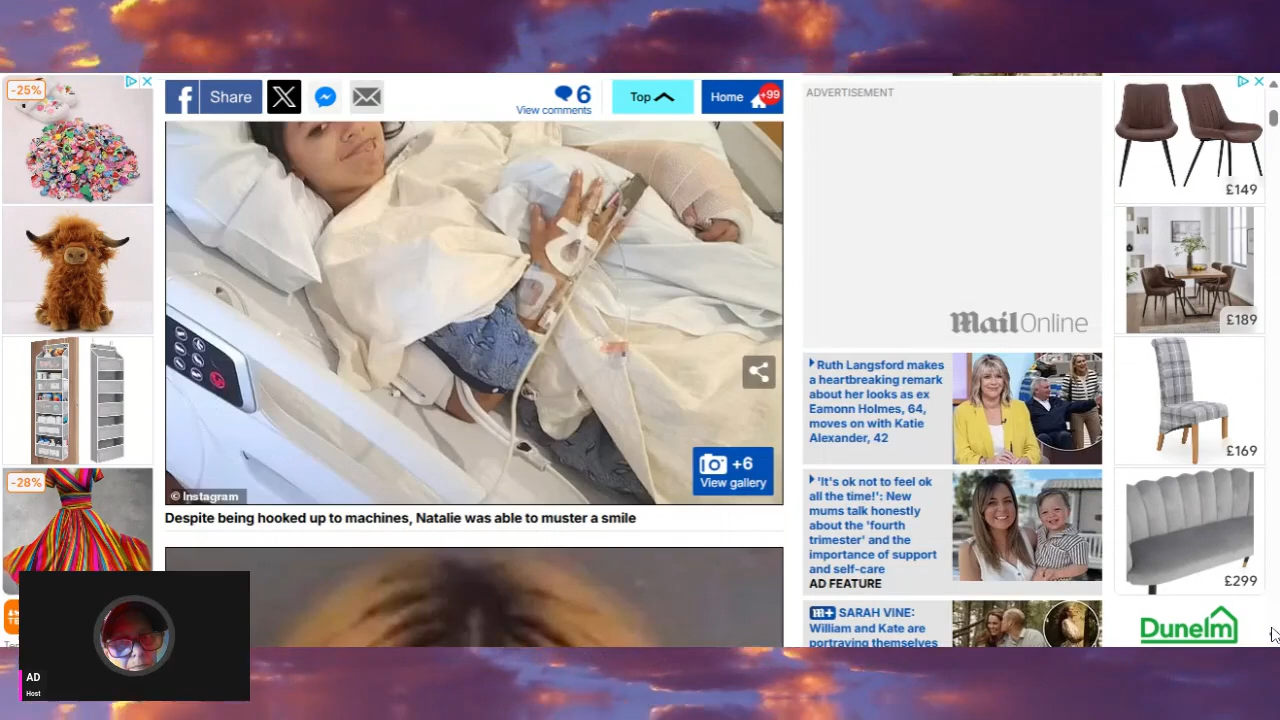 -25%
Share
6
View comments
Top
Home
+99
© Instagram
+6
View gallery
Despite being hooked up to machines, Natalie was able to muster a smile
ADVERTISEMENT
MailOnline
Ruth Langsford makes
a heartbreaking remark
about her looks as ex
Eamonn Holmes, 64,
moves on with Katie
Alexander, 42
'It's ok not to feel ok
all the time!': New
mums talk honestly
about the 'fourth
trimester' and the
importance of support
and self-care
AD FEATURE
m+ SARAH VINE:
William and Kate are
portraying themselves
£149
£189
£169
£299
Dunelm
-28%
AD
Host